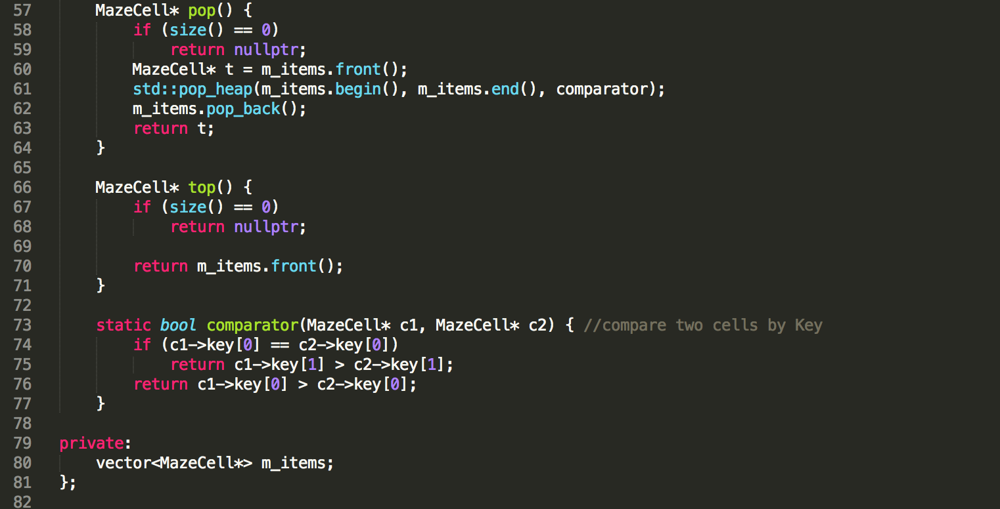 57 MazeCell* pop() {
58 if (size() == 0)
59 return nullptr;
60 MazeCell* t = m_items.front();
61 std::pop_heap(m_items.begin(), m_items.end(), comparator);
62 m_items.pop_back();
63 return t;
64 }
65
66 MazeCell* top() {
67 if (size() == 0)
68 return nullptr;
69
70 return m_items.front();
71 }
72
73 static bool comparator(MazeCell* c1, MazeCell* c2) { //compare two cells by Key
74 if (c1->key[0] == c2->key[0])
75 return c1->key[1] > c2->key[1];
76 return c1->key[0] > c2->key[0];
77 }
78
79 private:
80 vector<MazeCell*> m_items;
81 };
82